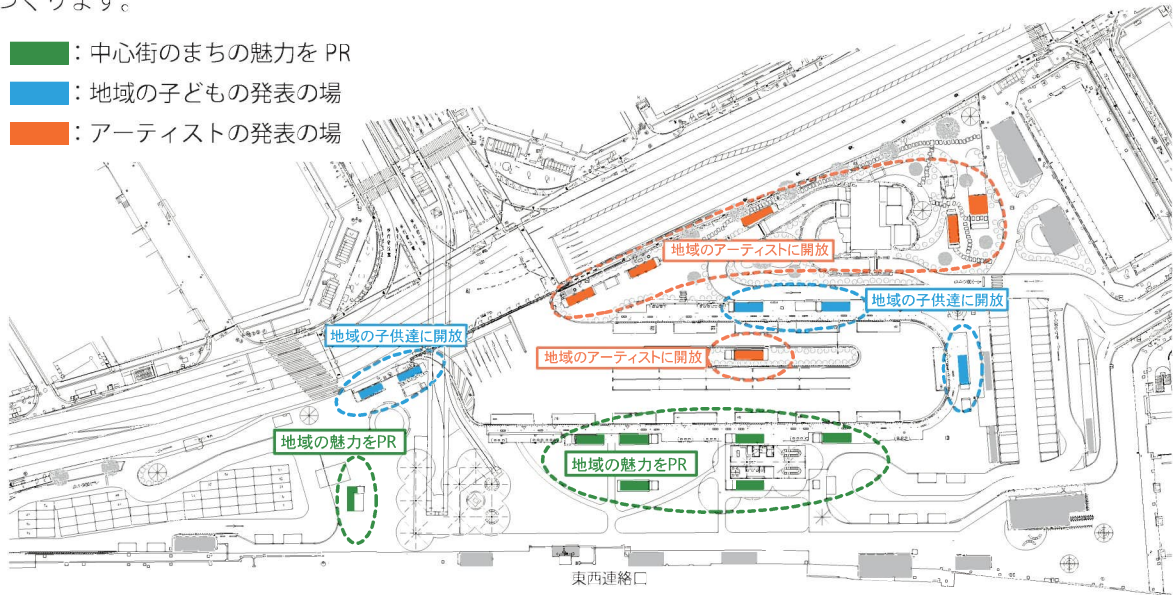 つくります。
：中心街のまちの魅力を PR
：地域の子どもの発表の場
：アーティストの発表の場
地域のアーティストに開放
地域の子供達に開放
地域の子供達に開放
地域のアーティストに開放
地域の魅力をPR
地域の魅力をPR
東西連絡口